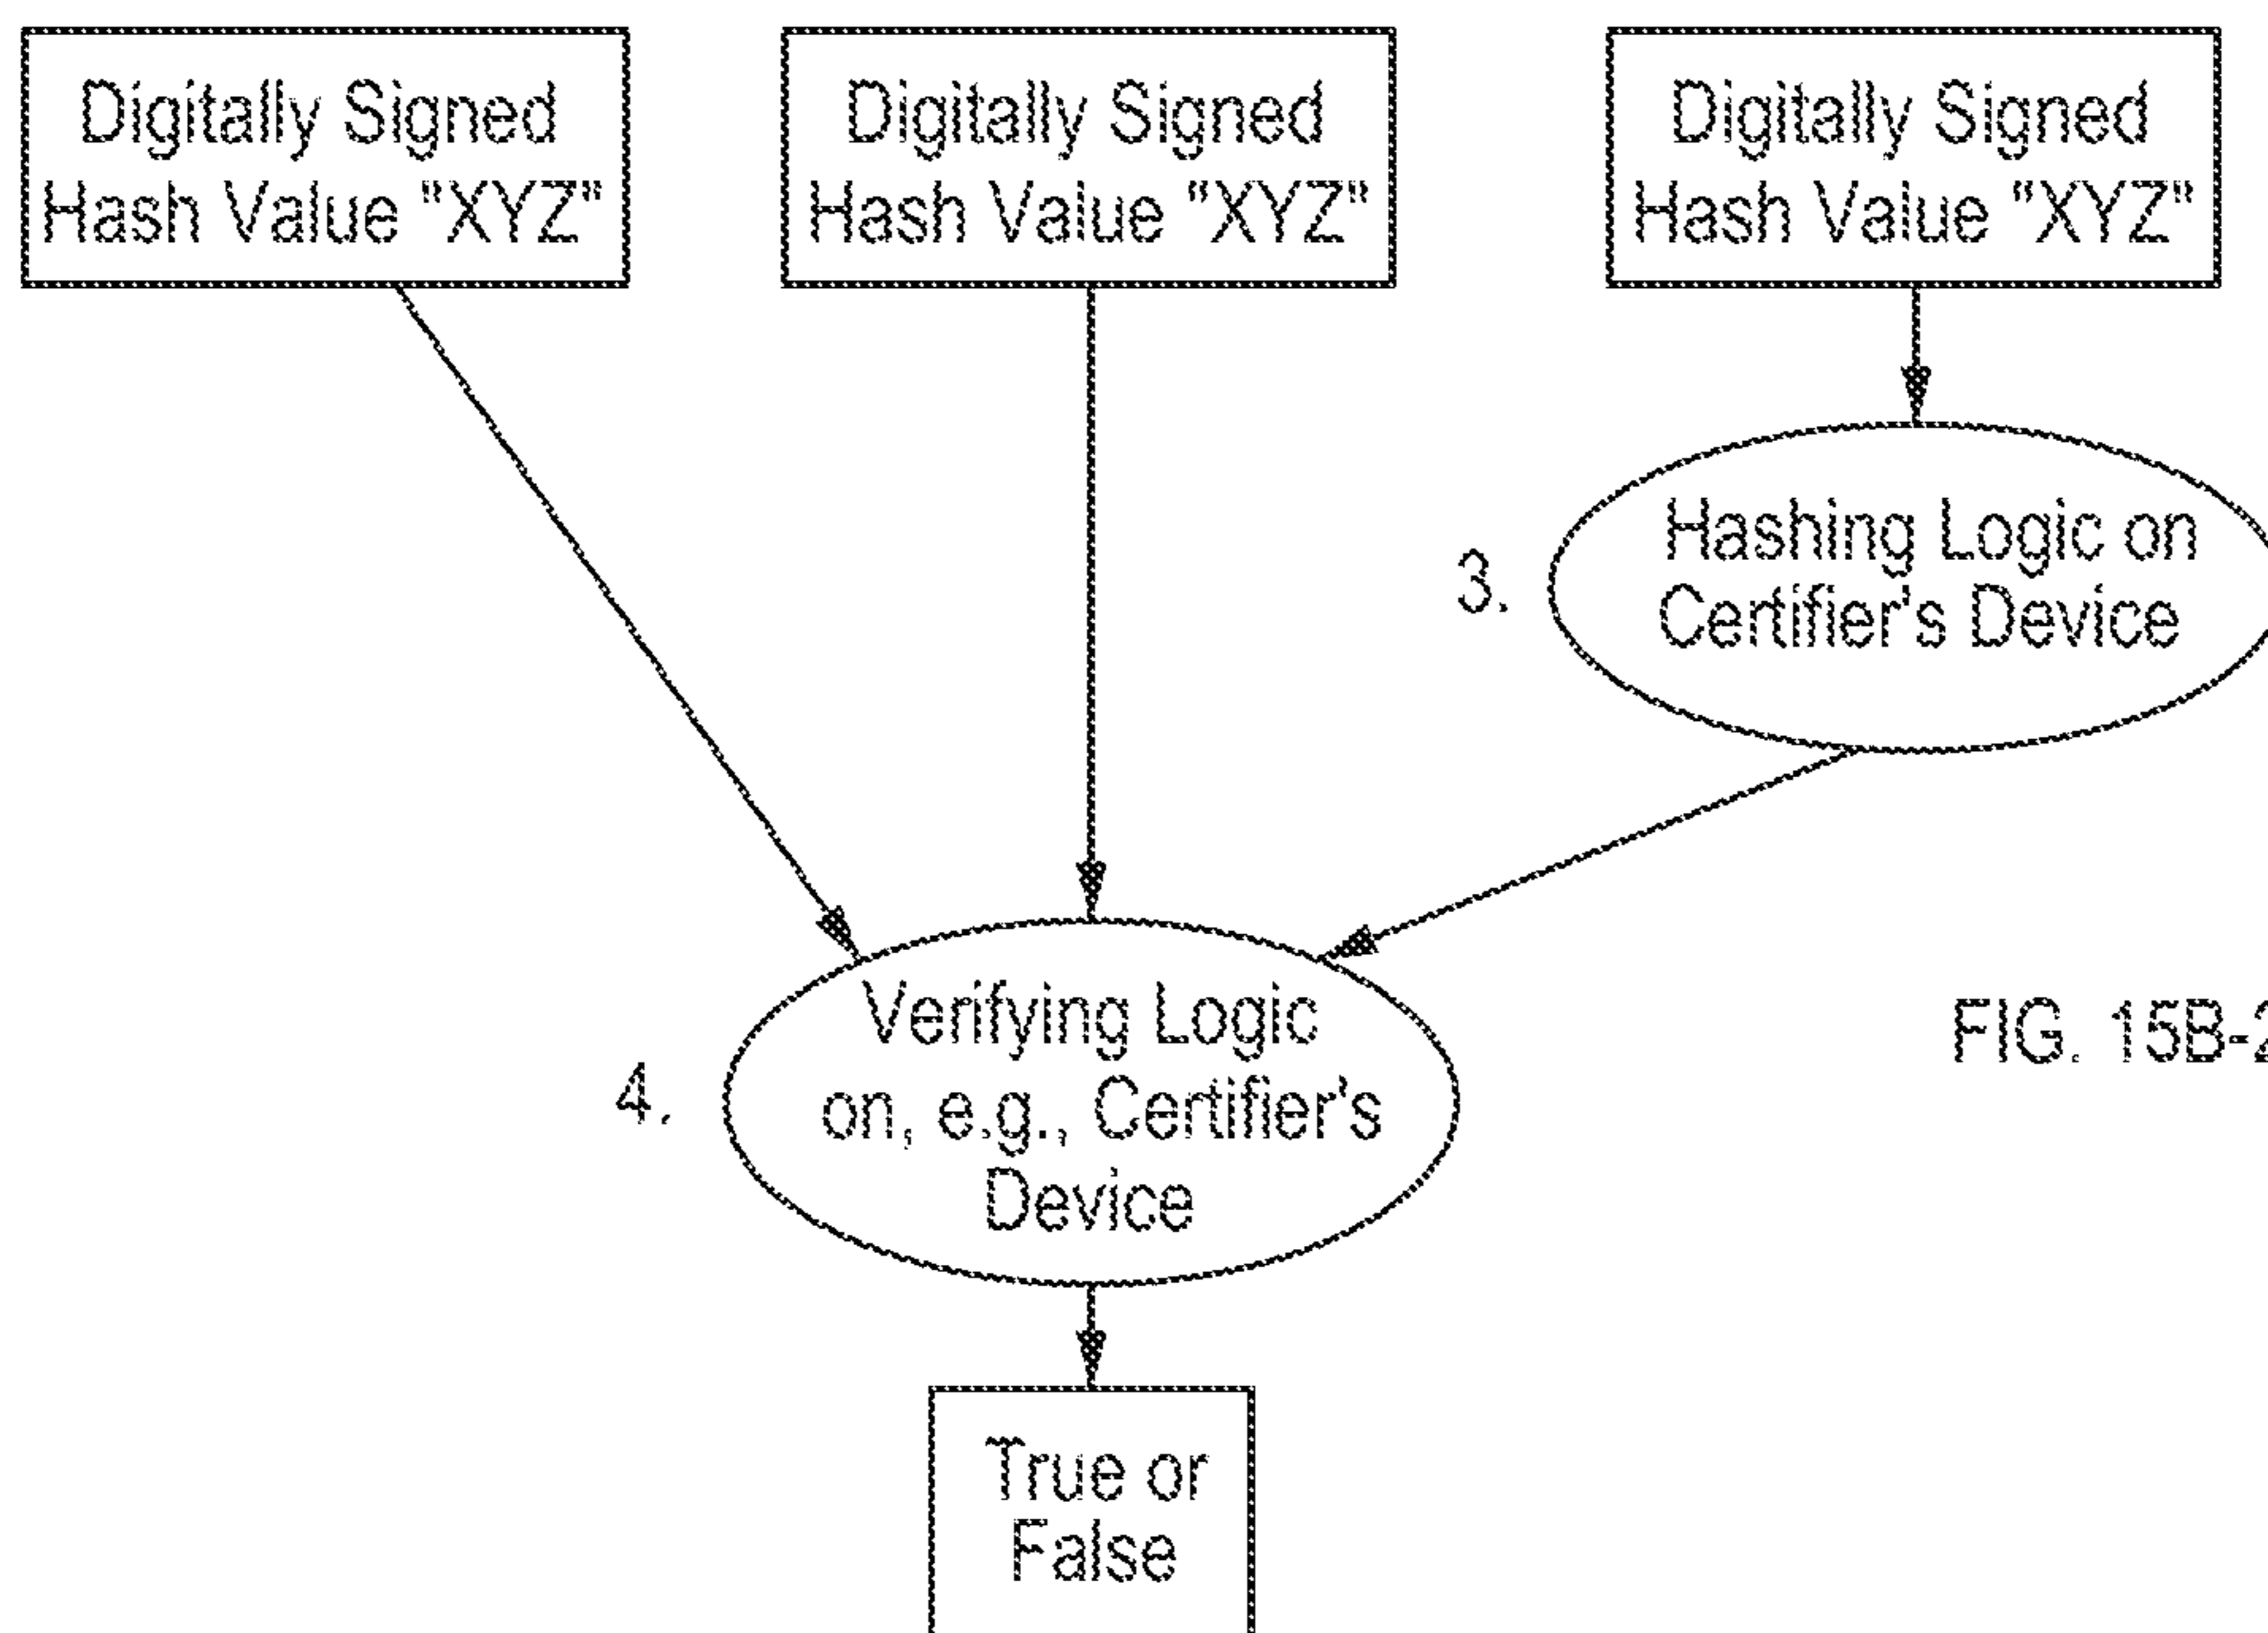 Digitally Signed
Hash Value "XYZ"
Digitally Signed
Hash Value "XYZ"
Digitally Signed
Hash Value "XYZ"
3.
Hashing Logic on
Certifier's Device
4.
Verifying Logic
on, e.g., Certifier's
Device
FIG. 15B-2
True or
False